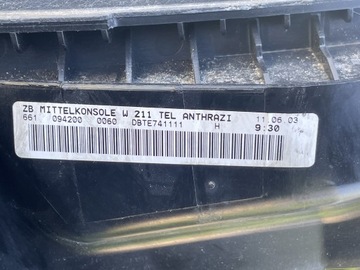 ZB MITTELKONSOLE W 211 TEL ANTHRAZI 11.06.03
661 094200 0060 DBTE741111 H 9:30